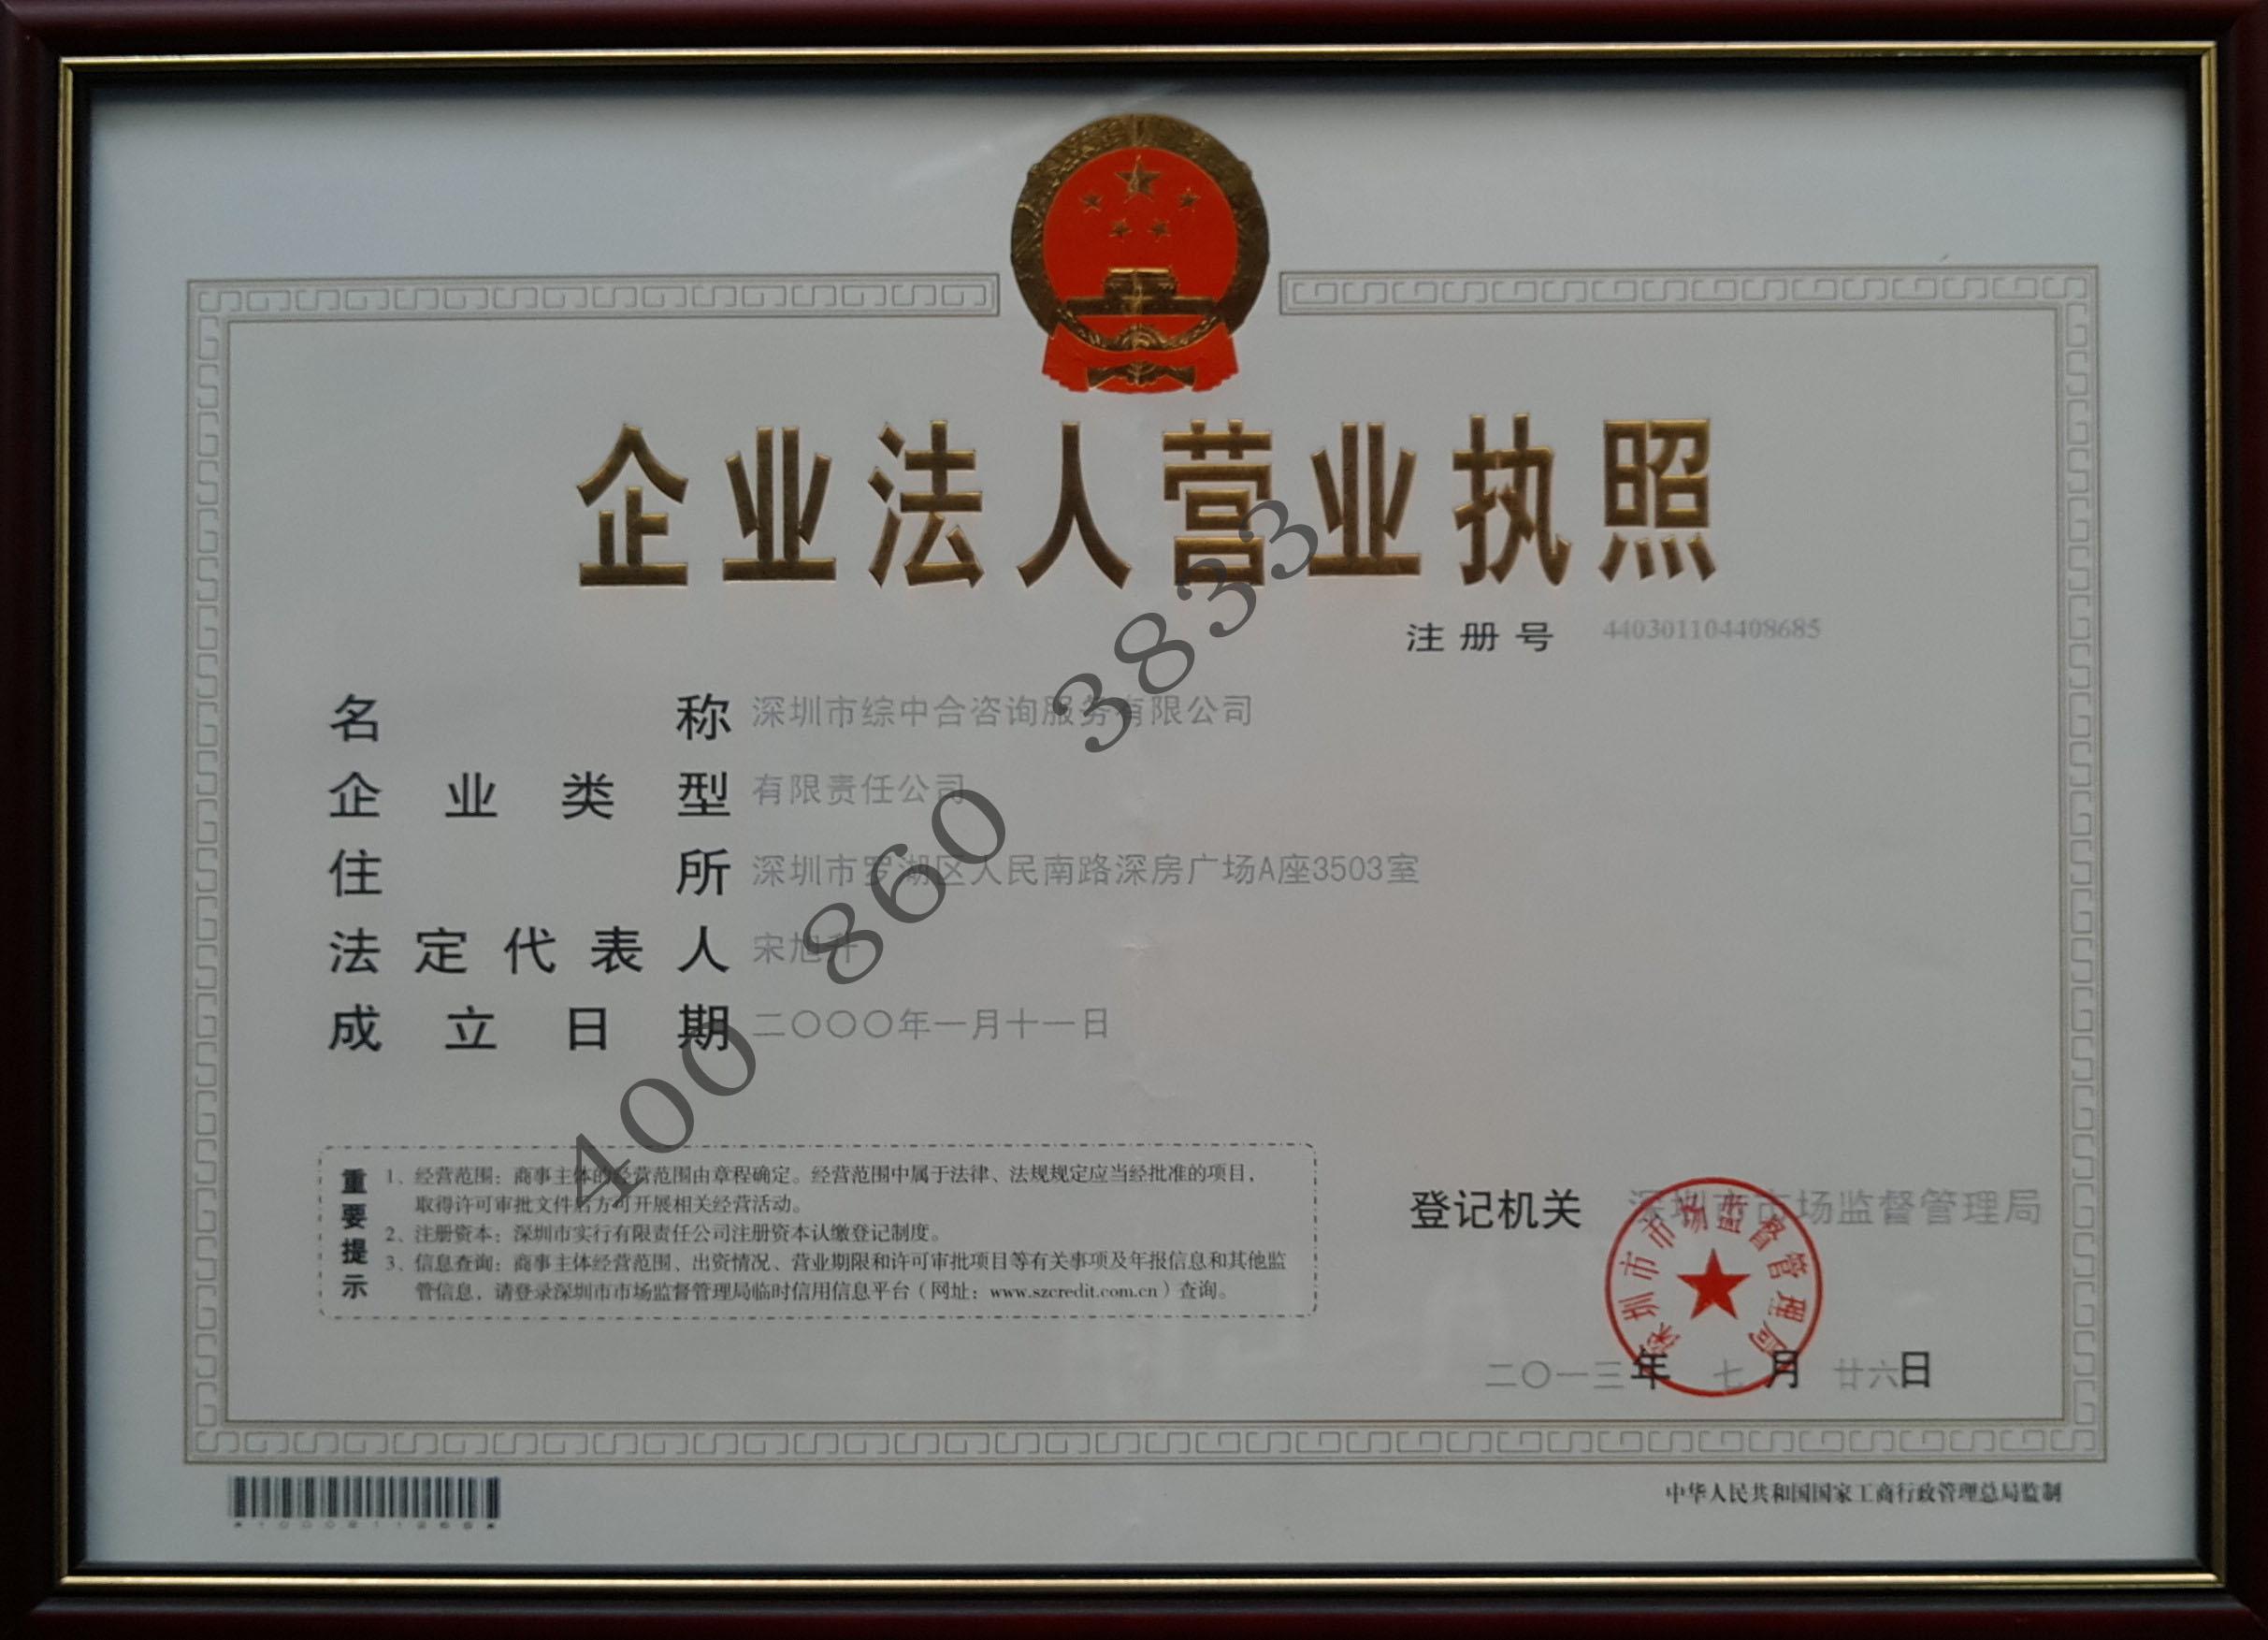 企业法人营业执照
注册号 440301104408685
名称 深圳市综中合咨询服务有限公司
企业类型 有限责任公司
住所 深圳市罗湖区人民南路深房广场A座3503室
法定代表人 宋旭升
成立日期 二〇〇〇年一月十一日
400 860 3833
重要提示
1、经营范围：商事主体的经营范围由章程确定。经营范围中属于法律、法规规定应当经批准的项目，
取得许可审批文件后方可开展相关经营活动。
2、注册资本：深圳市实行有限责任公司注册资本认缴登记制度。
3、信息查询：商事主体经营范围、出资情况、营业期限和许可审批项目等有关事项及年报信息和其他监
管信息，请登录深圳市市场监督管理局临时信用信息平台（网址：www.szcredit.com.cn）查询。
登记机关 深圳市市场监督管理局
深圳市市场监督管理局
二〇一三年七月廿六日
中华人民共和国国家工商行政管理总局监制